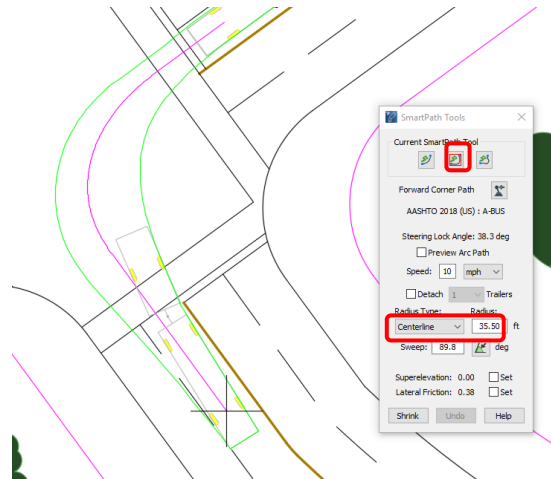 SmartPath Tools
Current SmartPath Tool
Forward Corner Path
AASHTO 2018 (US) : A-BUS
Steering Lock Angle: 38.3 deg
Preview Arc Path
Speed: 10 mph
Detach 1 Trailers
Radius Type: Radius:
Centerline 35.50 ft
Sweep: 89.8 deg
Superelevation: 0.00 Set
Lateral Friction: 0.38 Set
Shrink Undo Help